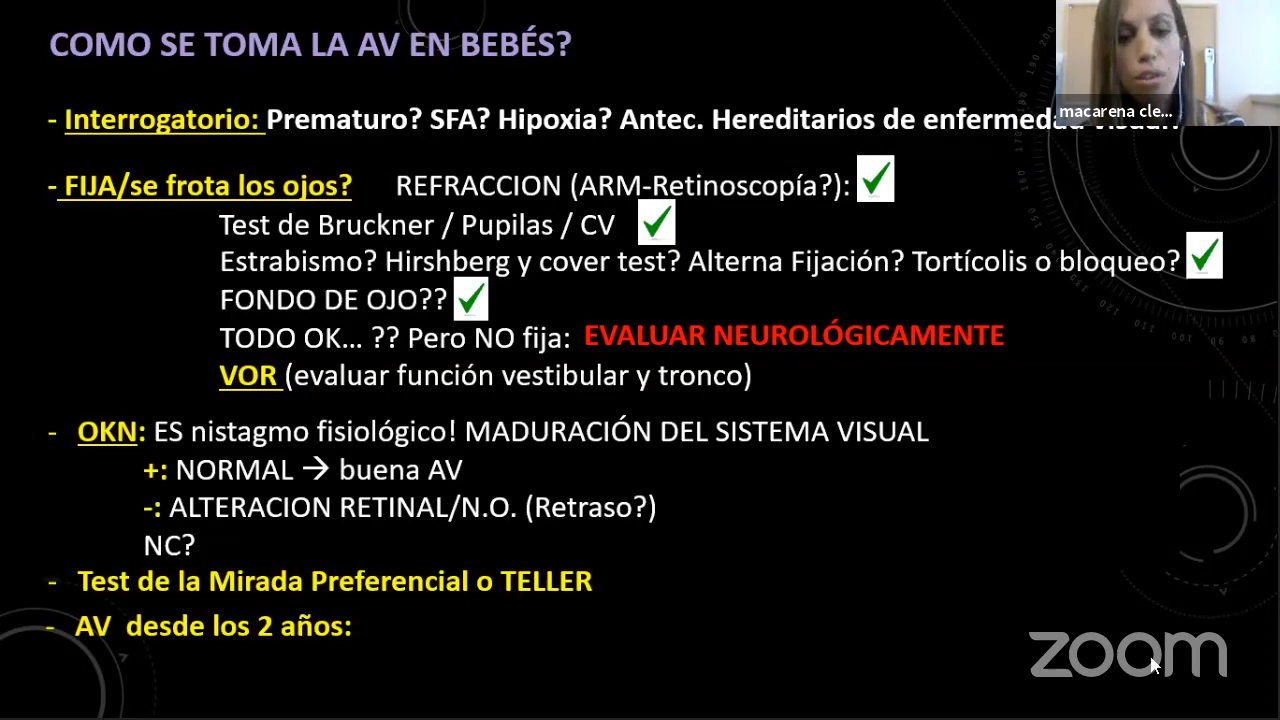 COMO SE TOMA LA AV EN BEBÉS?
macarena cle...
- Interrogatorio: Prematuro? SFA? Hipoxia? Antec. Hereditarios de enfermedad
- FIJA/se frota los ojos? REFRACCION (ARM-Retinoscopía?):
Test de Bruckner / Pupilas / CV
Estrabismo? Hirshberg y cover test? Alterna Fijación? Tortícolis o bloqueo?
FONDO DE OJO??
TODO OK... ?? Pero NO fija: EVALUAR NEUROLÓGICAMENTE
VOR (evaluar función vestibular y tronco)
- OKN: ES nistagmo fisiológico! MADURACIÓN DEL SISTEMA VISUAL
+: NORMAL → buena AV
-: ALTERACION RETINAL/N.O. (Retraso?)
NC?
- Test de la Mirada Preferencial o TELLER
- AV desde los 2 años:
zoom